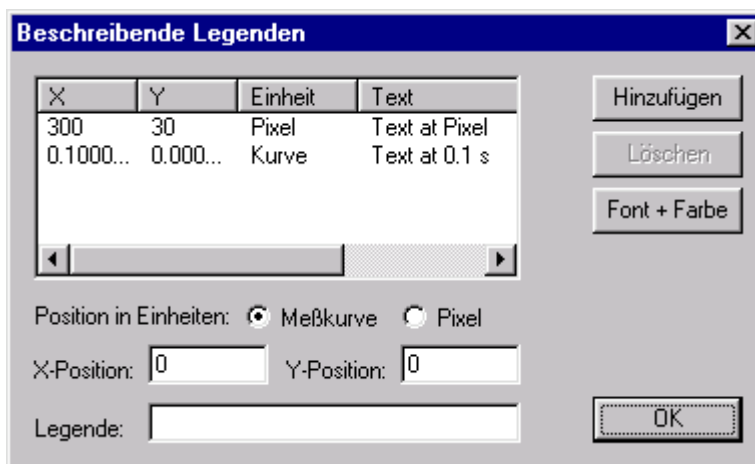 Beschreibende Legenden
X Y Einheit Text
300 30 Pixel Text at Pixel
0.1000... 0.000... Kurve Text at 0.1 s
Hinzufügen
Löschen
Font + Farbe
Position in Einheiten: Meßkurve Pixel
X-Position: 0 Y-Position: 0
Legende:
OK